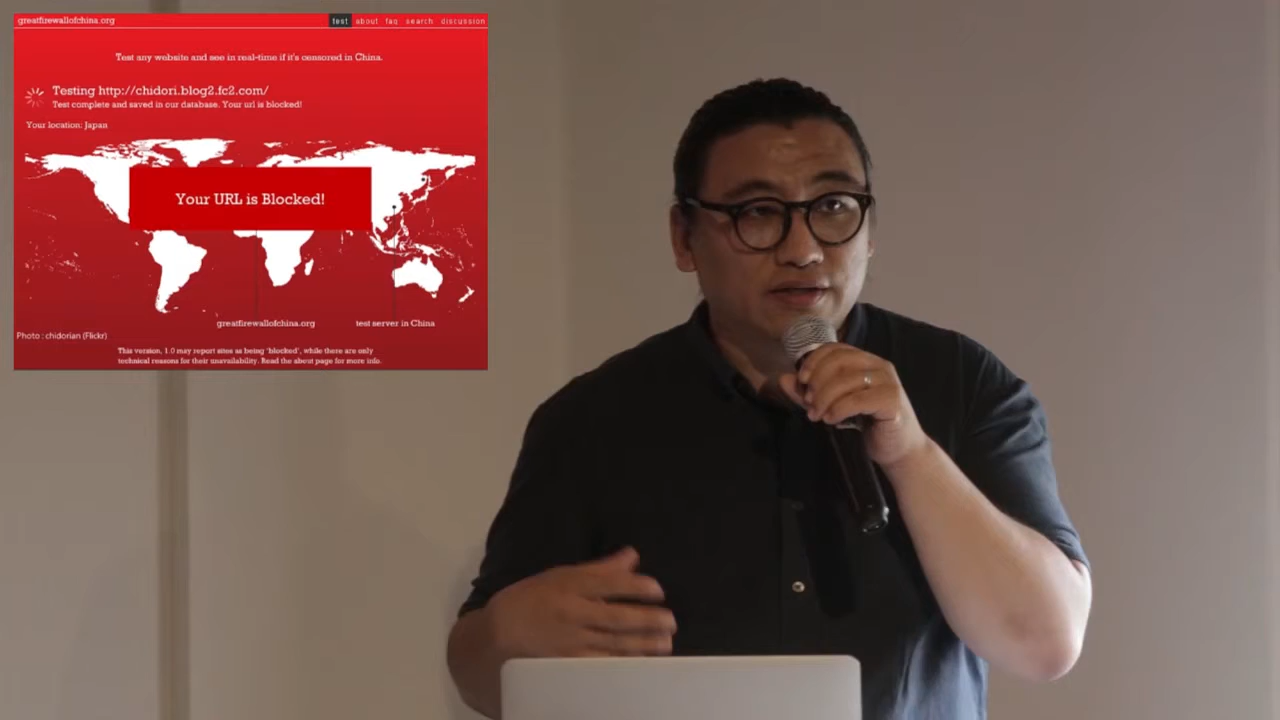 greatfirewallofchina.org
test about faq search discussion
Test any website and see in real-time if it's censored in China.
Testing http://chidori.blog2.fc2.com/
Test complete and saved in our database. Your url is blocked!
Your location: Japan
Your URL is Blocked!
greatfirewallofchina.org test server in China
Photo : chidorian (Flickr)
This version, 1.0 may report sites as being 'blocked', while there are only
technical reasons for their unavailability. Read the about page for more info.